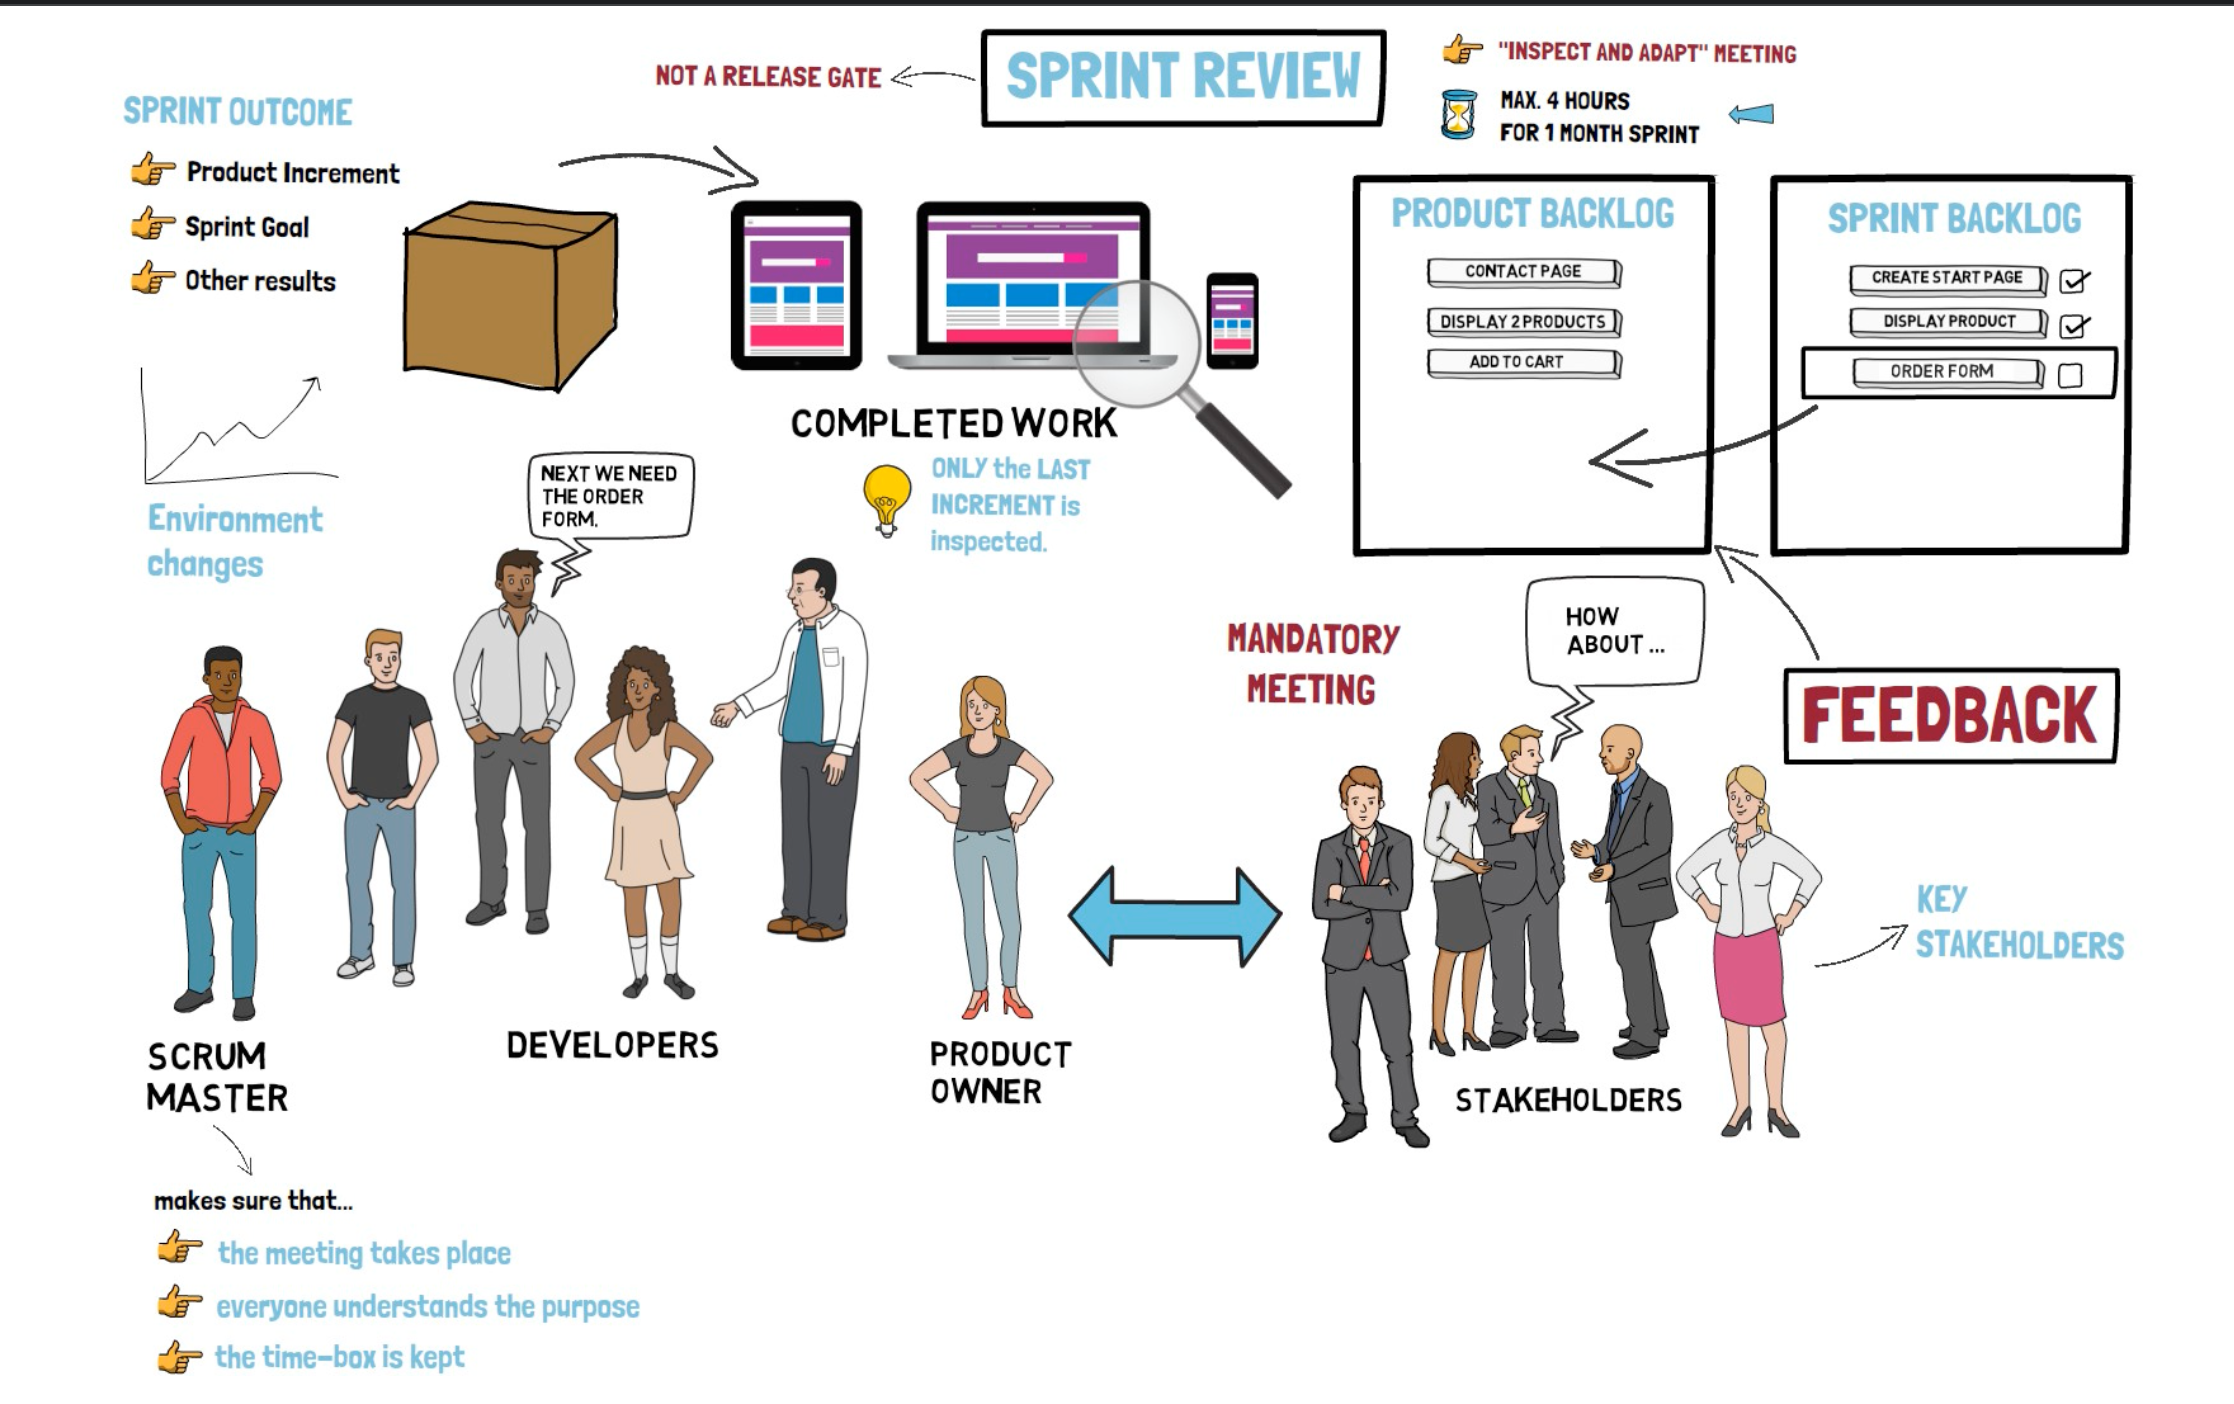 SPRINT REVIEW
NOT A RELEASE GATE
"INSPECT AND ADAPT" MEETING
MAX. 4 HOURS
FOR 1 MONTH SPRINT
SPRINT OUTCOME
Product Increment
Sprint Goal
Other results
Environment
changes
COMPLETED WORK
ONLY the LAST
INCREMENT is
inspected.
PRODUCT BACKLOG
CONTACT PAGE
DISPLAY 2 PRODUCTS
ADD TO CART
SPRINT BACKLOG
CREATE START PAGE
DISPLAY PRODUCT
ORDER FORM
NEXT WE NEED
THE ORDER
FORM.
MANDATORY
MEETING
HOW
ABOUT ...
FEEDBACK
KEY
STAKEHOLDERS
SCRUM
MASTER
DEVELOPERS
PRODUCT
OWNER
STAKEHOLDERS
makes sure that...
the meeting takes place
everyone understands the purpose
the time-box is kept